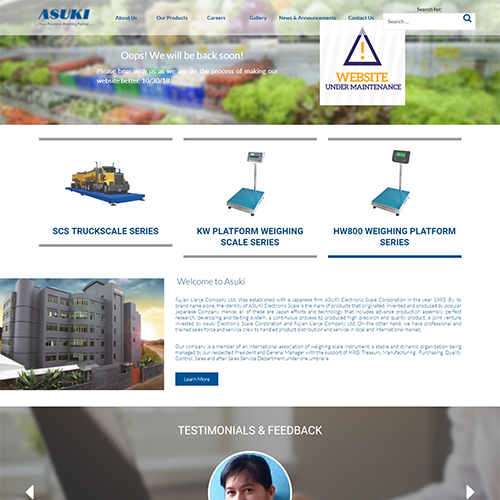 ASUKI
Your Precision Weighing Partner
About Us
Our Products
Careers
Gallery
News & Announcements
Contact Us
Search for:
Search ...
Oops! We will be back soon!
Please bear with us as we are on the process of making our
website better. 10/30/18
WEBSITE
UNDER MAINTENANCE
SCS TRUCKSCALE SERIES
KW PLATFORM WEIGHING
SCALE SERIES
HW800 WEIGHING PLATFORM
SERIES
Welcome to Asuki
Fujian Lianjie Company Ltd. Was established with a Japanese firm ASUKI Electronic Scale Corporation in the year 1993. By its
brand name alone, the identity of ASUKI Electronic Scale is the mark of products that originated, invented and produced by popular
Japanese Company. Hence, all of these are Japan efforts and technology that includes advance production assembly, perfect
research, developing and testing system, a continuous process to produced high precision and quality product, a joint venture
invested by Asuki Electronic Scale Corporation and Fujian Lianjie Company Ltd. On the other hand, we have professional and
trained sales force and service crew to handled product distribution and service in local and international market.
Our company is a member of an international association of weighing scale instrument, a stable and dynamic organization being
managed by our respected President and General Manager with the support of HRD, Treasury, Manufacturing, Purchasing, Quality
Control, Sales and after Sales Service Department under one umbrella.
Learn More
TESTIMONIALS & FEEDBACK